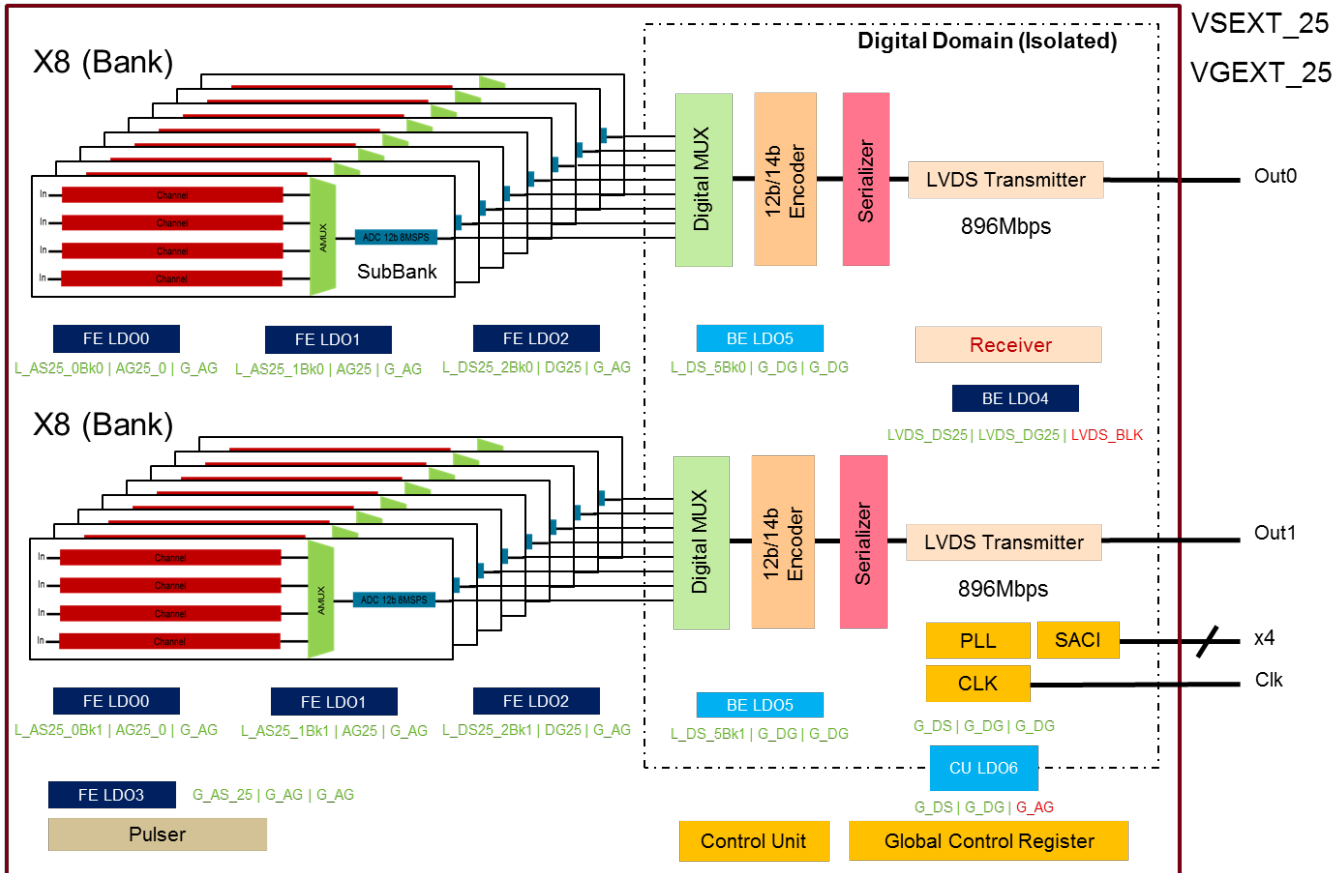 VSEXT_25
VGEXT_25
Digital Domain (Isolated)
X8 (Bank)
In
Channel
In
Channel
In
Channel
In
Channel
AMUX
ADC 12b 8MSPS
SubBank
Digital MUX
12b/14b
Encoder
Serializer
LVDS Transmitter
896Mbps
Out0
FE LDO0
L_AS25_0Bk0 | AG25_0 | G_AG
FE LDO1
L_AS25_1Bk0 | AG25 | G_AG
FE LDO2
L_DS25_2Bk0 | DG25 | G_AG
BE LDO5
L_DS_5Bk0 | G_DG | G_DG
Receiver
BE LDO4
LVDS_DS25 | LVDS_DG25 | LVDS_BLK
X8 (Bank)
In
Channel
In
Channel
In
Channel
In
Channel
AMUX
ADC 12b 8MSPS
Digital MUX
12b/14b
Encoder
Serializer
LVDS Transmitter
896Mbps
Out1
PLL
SACI
x4
CLK
Clk
FE LDO0
L_AS25_0Bk1 | AG25_0 | G_AG
FE LDO1
L_AS25_1Bk1 | AG25 | G_AG
FE LDO2
L_DS25_2Bk1 | DG25 | G_AG
BE LDO5
L_DS_5Bk1 | G_DG | G_DG
G_DS | G_DG | G_DG
CU LDO6
G_DS | G_DG | G_AG
FE LDO3
G_AS_25 | G_AG | G_AG
Pulser
Control Unit
Global Control Register